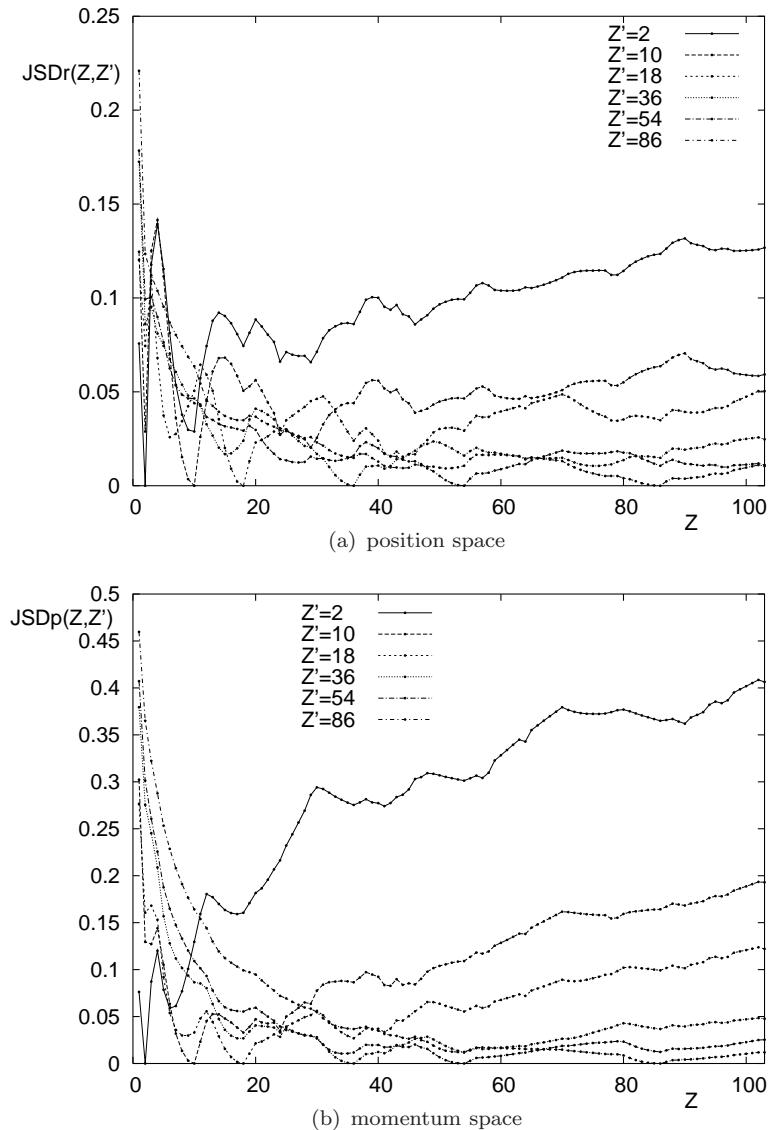 0.25
JSDr(Z,Z')
0.2
0.15
0.1
0.05
0
Z'=2
Z'=10
Z'=18
Z'=36
Z'=54
Z'=86
0 20 40 60 80 100
Z
(a) position space
0.5
JSDp(Z,Z')
0.45
0.4
0.35
0.3
0.25
0.2
0.15
0.1
0.05
0
Z'=2
Z'=10
Z'=18
Z'=36
Z'=54
Z'=86
0 20 40 60 80 100
Z
(b) momentum space